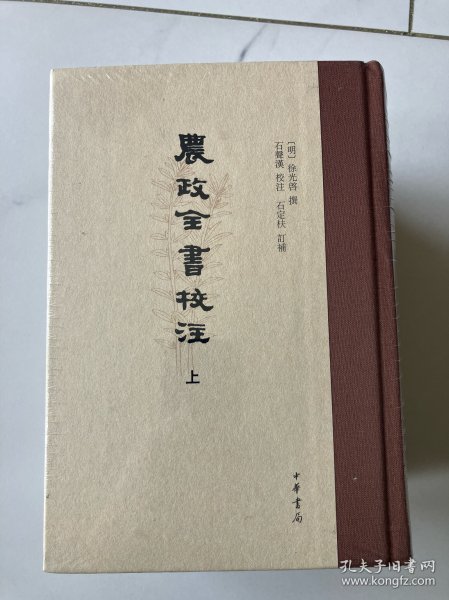 [明] 徐光啓 撰
石聲漢 校注 石定枎 訂補
農政全書校注
上
中華書局
孔夫子旧书网
www.kongfz.com